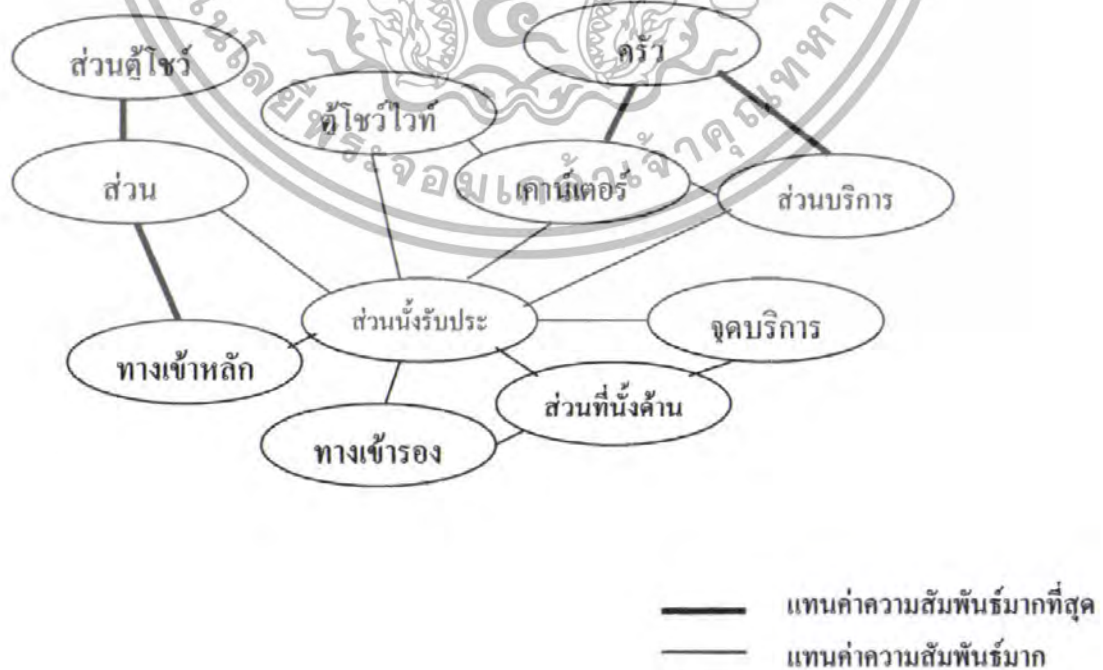 ส่วนตู้โชว์
ครัว
ตู้โชว์ไวท์
ส่วน
เคาน์เตอร์
ส่วนบริการ
ส่วนนั้งรับประ
จุดบริการ
ทางเข้าหลัก
ส่วนที่นั้งด้าน
ทางเข้ารอง
แทนค่าความสัมพันธ์มากที่สุด
แทนค่าความสัมพันธ์มาก